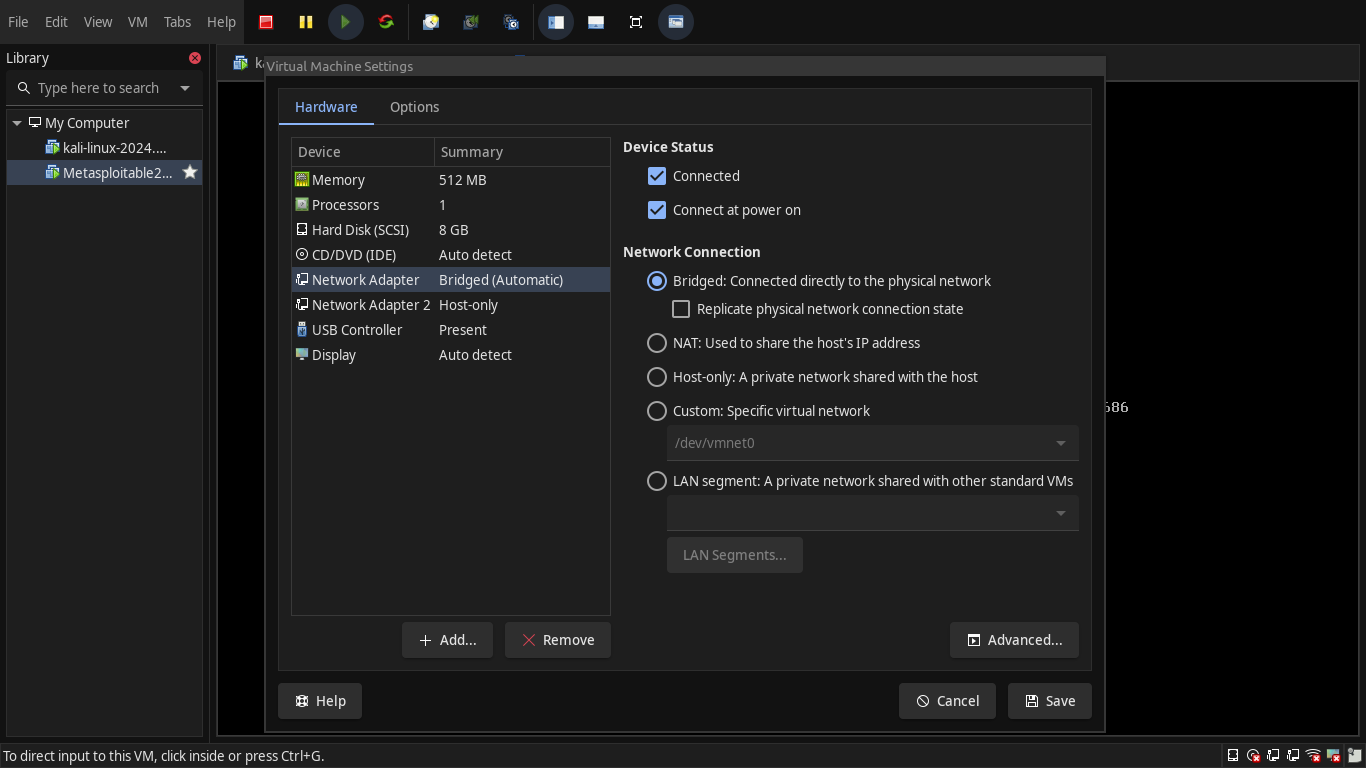 File Edit View VM Tabs Help
Library
Type here to search
My Computer
kali-linux-2024....
Metasploitable2...
Virtual Machine Settings
Hardware Options
Device Summary
Memory 512 MB
Processors 1
Hard Disk (SCSI) 8 GB
CD/DVD (IDE) Auto detect
Network Adapter Bridged (Automatic)
Network Adapter 2 Host-only
USB Controller Present
Display Auto detect
Add... Remove
Device Status
Connected
Connect at power on
Network Connection
Bridged: Connected directly to the physical network
Replicate physical network connection state
NAT: Used to share the host's IP address
Host-only: A private network shared with the host
Custom: Specific virtual network
/dev/vmnet0
LAN segment: A private network shared with other standard VMs
LAN Segments...
Advanced...
Help Cancel Save
To direct input to this VM, click inside or press Ctrl+G.